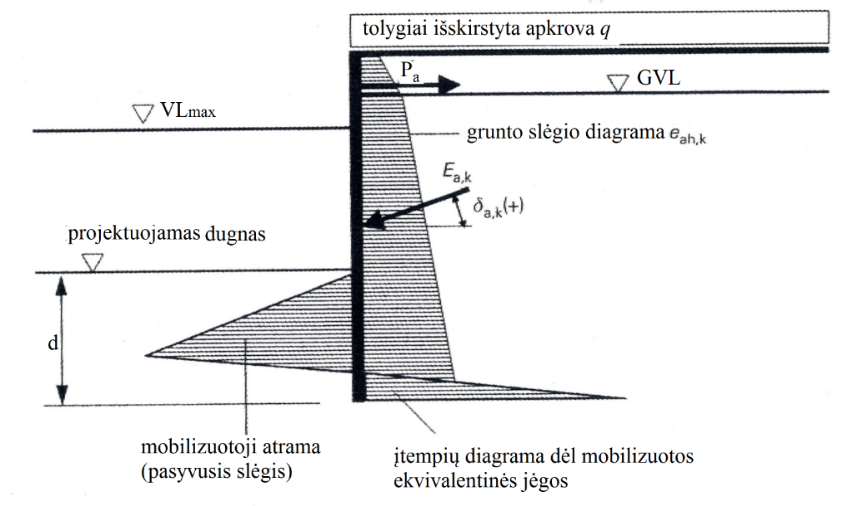 tolygiai išskirstyta apkrova q
Pa
GVL
VLmax
grunto slėgio diagrama eah,k
Ea,k
δa,k(+)
projektuojamas dugnas
d
mobilizuotoji atrama
(pasyvusis slėgis)
įtempių diagrama dėl mobilizuotos
ekvivalentinės jėgos